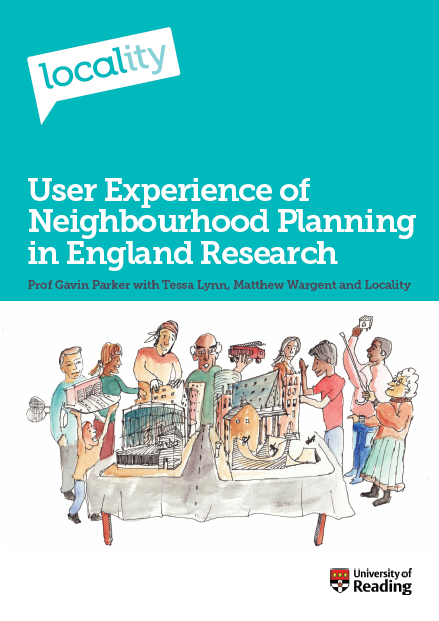 locality
User Experience of
Neighbourhood Planning
in England Research
Prof Gavin Parker with Tessa Lynn, Matthew Wargent and Locality
University of
Reading